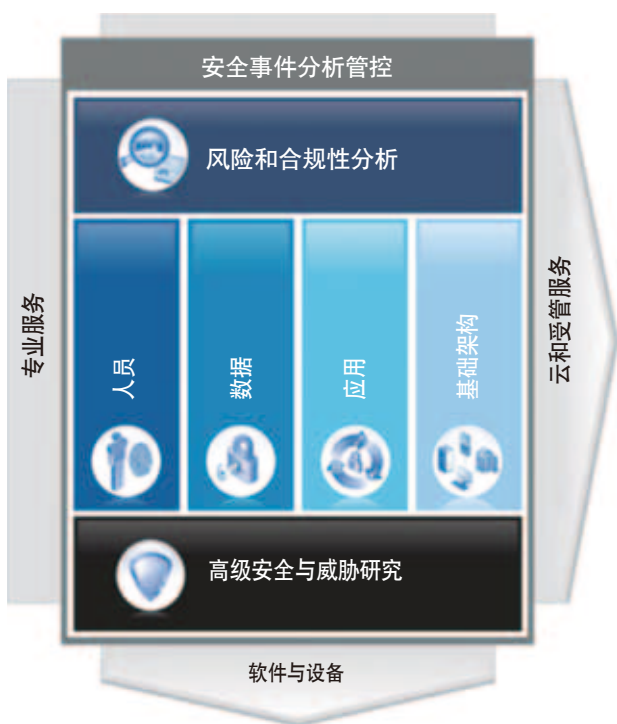 安全事件分析管控
风险和合规性分析
专业服务
人员
数据
应用
基础架构
云和受管服务
高级安全与威胁研究
软件与设备